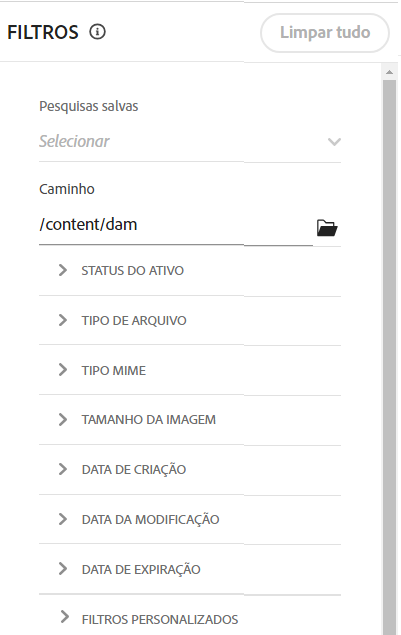 FILTROS
Limpar tudo
Pesquisas salvas
Selecionar
Caminho
/content/dam
STATUS DO ATIVO
TIPO DE ARQUIVO
TIPO MIME
TAMANHO DA IMAGEM
DATA DE CRIAÇÃO
DATA DA MODIFICAÇÃO
DATA DE EXPIRAÇÃO
FILTROS PERSONALIZADOS